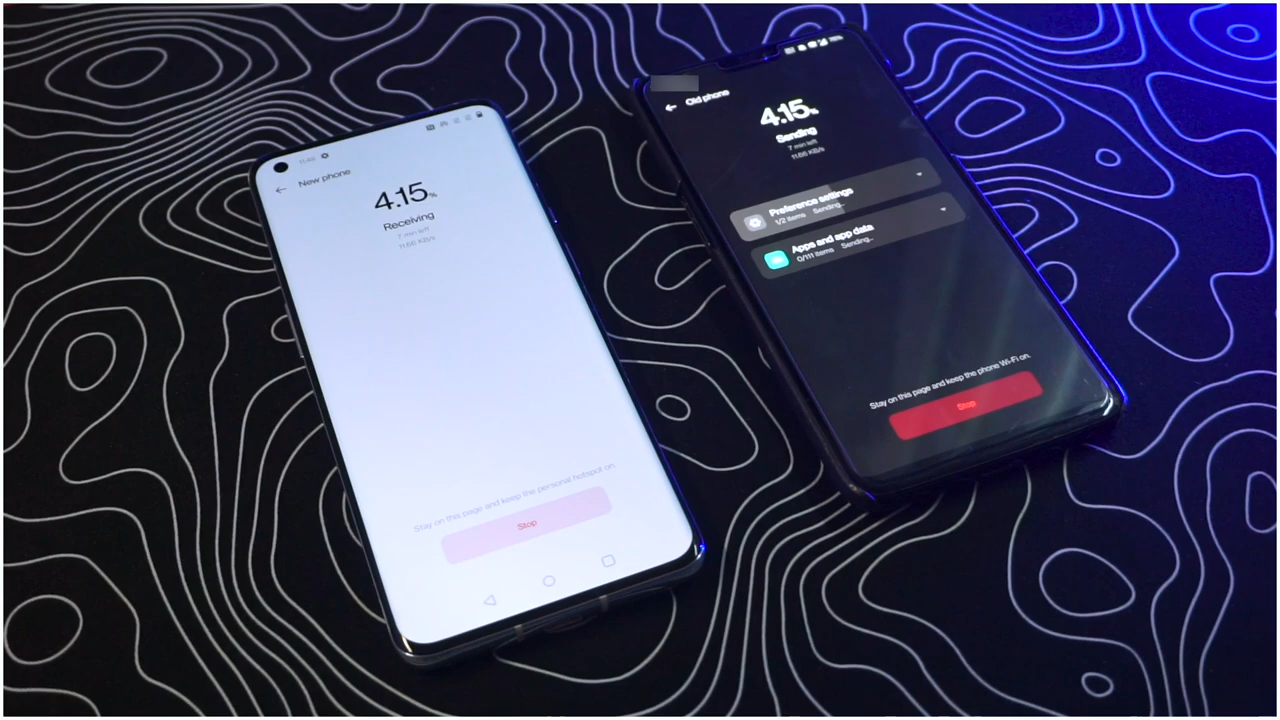 11:46
New phone
4.15%
Receiving
7 min left
11.66 KB/s
Stay on this page and keep the personal hotspot on.
Stop
Old phone
4.15%
Sending
7 min left
11.66 KB/s
Preference settings
1/2 items Sending...
Apps and app data
0/111 items Sending...
Stay on this page and keep the phone Wi-Fi on.
Stop